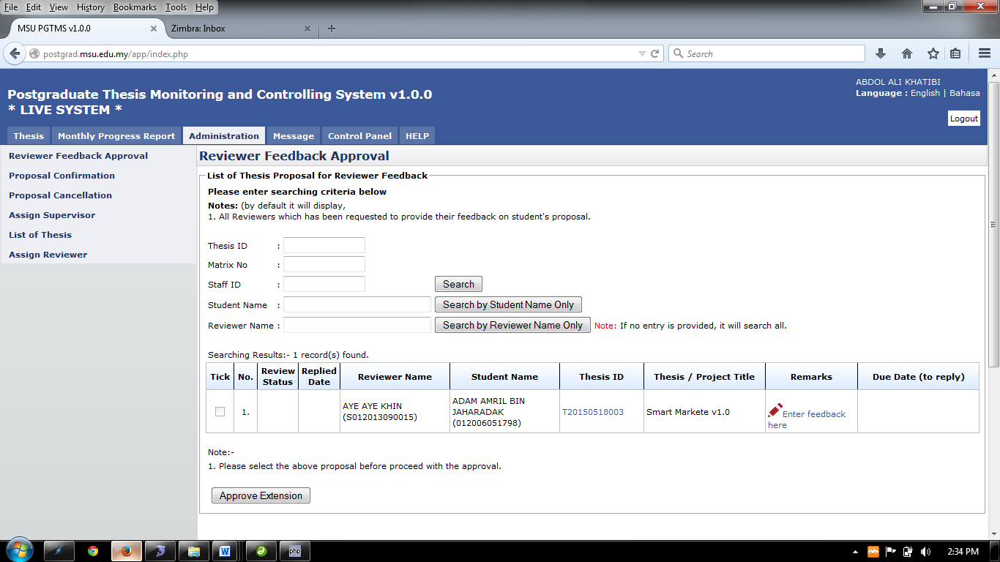 File Edit View History Bookmarks Tools Help
MSU PGTMS v1.0.0
Zimbra: Inbox
postgrad.msu.edu.my/app/index.php
Search
Postgraduate Thesis Monitoring and Controlling System v1.0.0
* LIVE SYSTEM *
ABDOL ALI KHATIBI
Language : English | Bahasa
Logout
Thesis Monthly Progress Report Administration Message Control Panel HELP
Reviewer Feedback Approval
Proposal Confirmation
Proposal Cancellation
Assign Supervisor
List of Thesis
Assign Reviewer
Reviewer Feedback Approval
List of Thesis Proposal for Reviewer Feedback
Please enter searching criteria below
Notes: (by default it will display,
1. All Reviewers which has been requested to provide their feedback on student's proposal.
Thesis ID :
Matrix No :
Staff ID : Search
Student Name : Search by Student Name Only
Reviewer Name : Search by Reviewer Name Only Note: If no entry is provided, it will search all.
Searching Results:- 1 record(s) found.
Tick No. Review Status Replied Date Reviewer Name Student Name Thesis ID Thesis / Project Title Remarks Due Date (to reply)
1. AYE AYE KHIN (S012013090015) ADAM AMRIL BIN JAHARADAK (012006051798) T20150518003 Smart Markete v1.0 Enter feedback here
Note:-
1. Please select the above proposal before proceed with the approval.
Approve Extension
php
2:34 PM